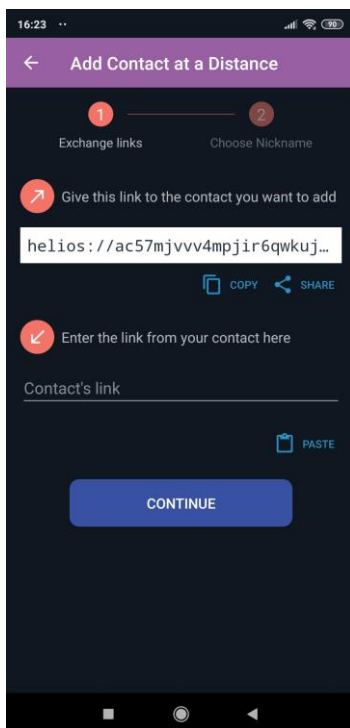 16:23 ··
90
Add Contact at a Distance
1
2
Exchange links
Choose Nickname
Give this link to the contact you want to add
helios://ac57mjvvv4mpjir6qwkuj…
COPY
SHARE
Enter the link from your contact here
Contact's link
PASTE
CONTINUE